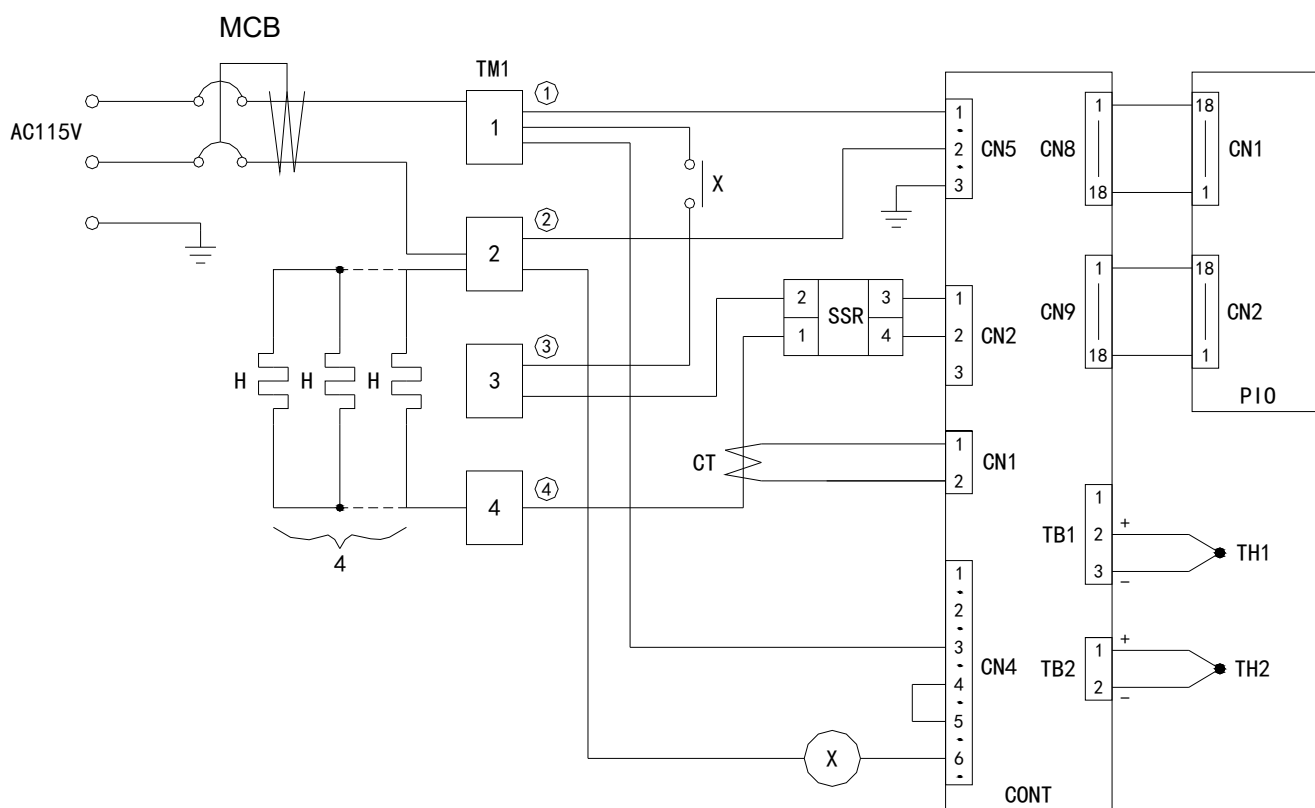 MCB
AC115V
TM1
1
2
3
4
①
②
③
④
H H H
4
X
2 3
SSR
1 4
CT
1
2
3
CN5
1
2
3
CN2
1
2
CN1
1
2
3
4
5
6
CN4
X
CONT
CN8
1
18
18
1
CN1
CN9
1
18
18
1
CN2
PIO
TB1
1
2
3
+
−
TH1
TB2
1
2
+
−
TH2